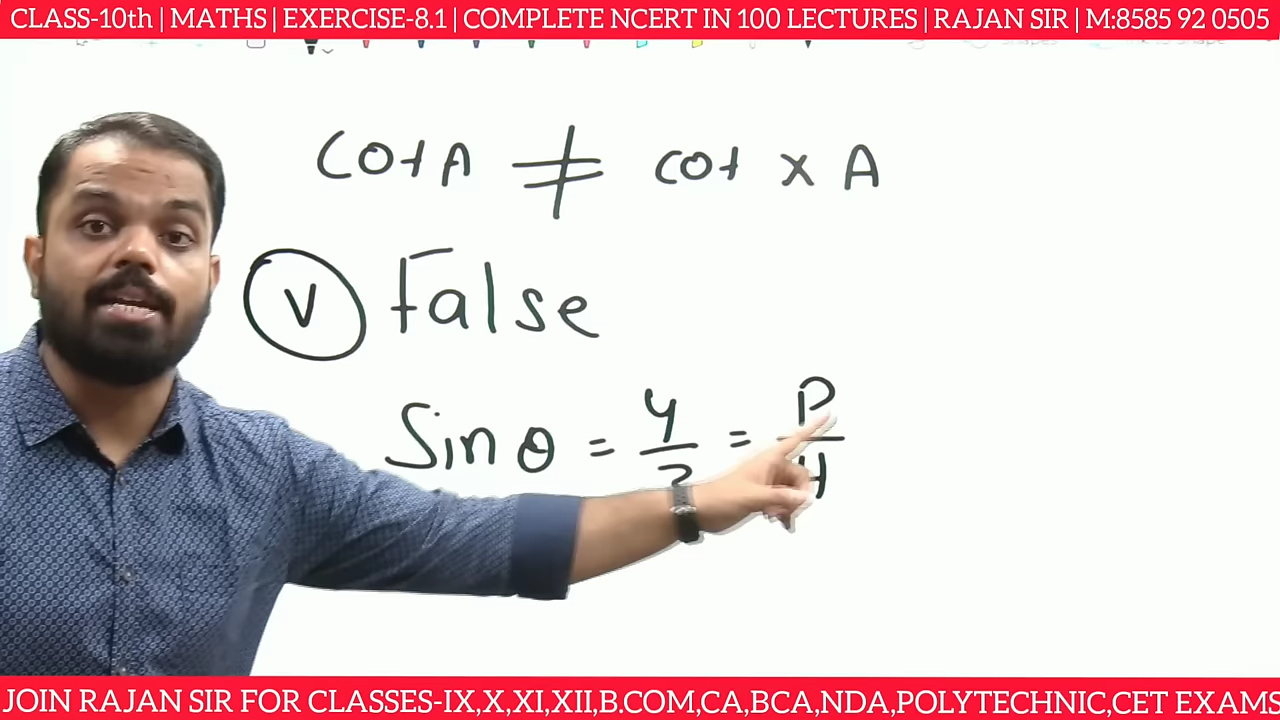 CLASS-10th | MATHS | EXERCISE-8.1 | COMPLETE NCERT IN 100 LECTURES | RAJAN SIR | M:8585 92 0505
Cot A ≠ cot × A
(V) False
Sin θ = 4/3 = P/H
JOIN RAJAN SIR FOR CLASSES-IX,X,XI,XII,B.COM,CA,BCA,NDA,POLYTECHNIC,CET EXAMS